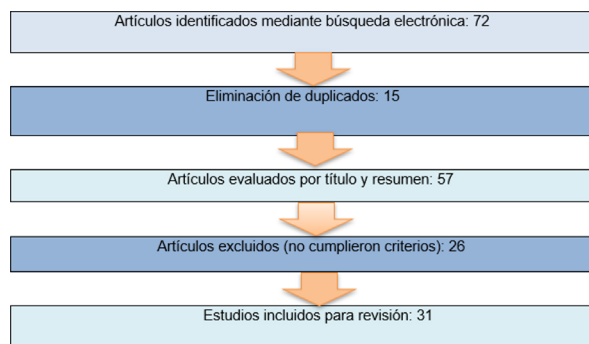 Artículos identificados mediante búsqueda electrónica: 72
Eliminación de duplicados: 15
Artículos evaluados por título y resumen: 57
Artículos excluidos (no cumplieron criterios): 26
Estudios incluidos para revisión: 31